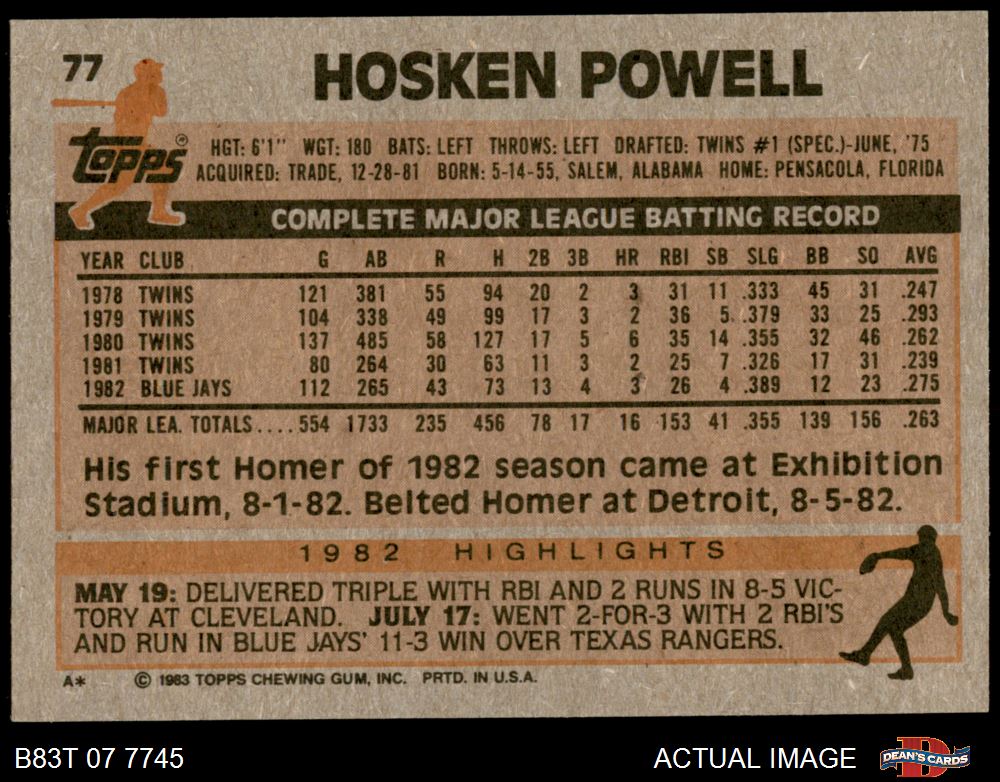 77
HOSKEN POWELL
Topps®
HGT: 6'1" WGT: 180 BATS: LEFT THROWS: LEFT DRAFTED: TWINS #1 (SPEC.)-JUNE, '75
ACQUIRED: TRADE, 12-28-81 BORN: 5-14-55, SALEM, ALABAMA HOME: PENSACOLA, FLORIDA
COMPLETE MAJOR LEAGUE BATTING RECORD
YEAR CLUB G AB R H 2B 3B HR RBI SB SLG BB SO AVG
1978 TWINS 121 381 55 94 20 2 3 31 11 .333 45 31 .247
1979 TWINS 104 338 49 99 17 3 2 36 5 .379 33 25 .293
1980 TWINS 137 485 58 127 17 5 6 35 14 .355 32 46 .262
1981 TWINS 80 264 30 63 11 3 2 25 7 .326 17 31 .239
1982 BLUE JAYS 112 265 43 73 13 4 3 26 4 .389 12 23 .275
MAJOR LEA. TOTALS.... 554 1733 235 456 78 17 16 153 41 .355 139 156 .263
His first Homer of 1982 season came at Exhibition
Stadium, 8-1-82. Belted Homer at Detroit, 8-5-82.
1982 HIGHLIGHTS
MAY 19: DELIVERED TRIPLE WITH RBI AND 2 RUNS IN 8-5 VIC-
TORY AT CLEVELAND. JULY 17: WENT 2-FOR-3 WITH 2 RBI'S
AND RUN IN BLUE JAYS' 11-3 WIN OVER TEXAS RANGERS.
A* © 1983 TOPPS CHEWING GUM, INC. PRTD. IN U.S.A.
B83T 07 7745
ACTUAL IMAGE
DEAN'S CARDS